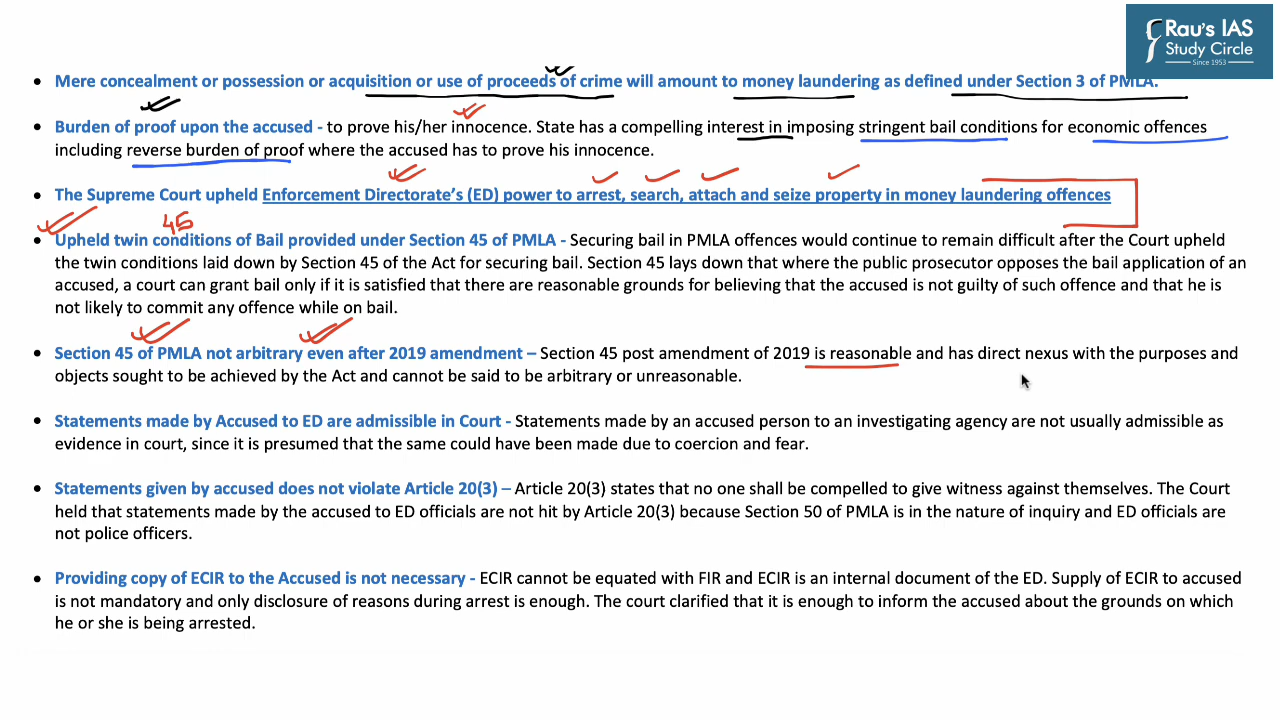 Rau's IAS
Study Circle
Since 1953
• Mere concealment or possession or acquisition or use of proceeds of crime will amount to money laundering as defined under Section 3 of PMLA.
• Burden of proof upon the accused - to prove his/her innocence. State has a compelling interest in imposing stringent bail conditions for economic offences
including reverse burden of proof where the accused has to prove his innocence.
• The Supreme Court upheld Enforcement Directorate's (ED) power to arrest, search, attach and seize property in money laundering offences
45
• Upheld twin conditions of Bail provided under Section 45 of PMLA - Securing bail in PMLA offences would continue to remain difficult after the Court upheld
the twin conditions laid down by Section 45 of the Act for securing bail. Section 45 lays down that where the public prosecutor opposes the bail application of an
accused, a court can grant bail only if it is satisfied that there are reasonable grounds for believing that the accused is not guilty of such offence and that he is
not likely to commit any offence while on bail.
• Section 45 of PMLA not arbitrary even after 2019 amendment – Section 45 post amendment of 2019 is reasonable and has direct nexus with the purposes and
objects sought to be achieved by the Act and cannot be said to be arbitrary or unreasonable.
• Statements made by Accused to ED are admissible in Court - Statements made by an accused person to an investigating agency are not usually admissible as
evidence in court, since it is presumed that the same could have been made due to coercion and fear.
• Statements given by accused does not violate Article 20(3) – Article 20(3) states that no one shall be compelled to give witness against themselves. The Court
held that statements made by the accused to ED officials are not hit by Article 20(3) because Section 50 of PMLA is in the nature of inquiry and ED officials are
not police officers.
• Providing copy of ECIR to the Accused is not necessary - ECIR cannot be equated with FIR and ECIR is an internal document of the ED. Supply of ECIR to accused
is not mandatory and only disclosure of reasons during arrest is enough. The court clarified that it is enough to inform the accused about the grounds on which
he or she is being arrested.